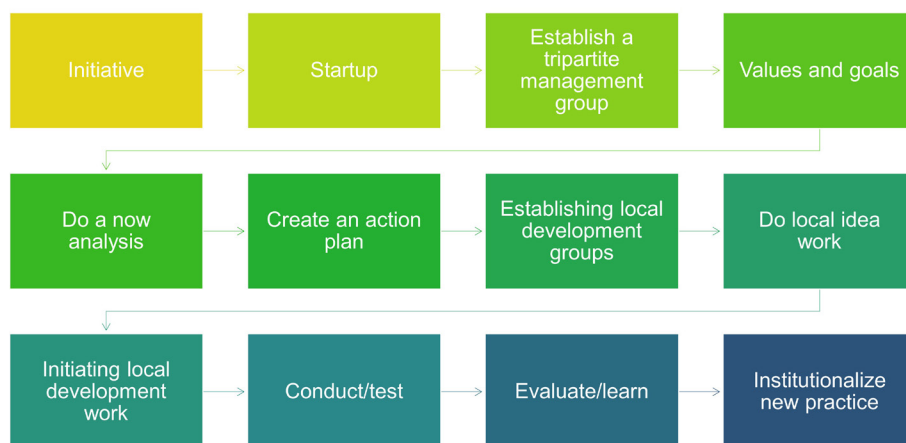 Initiative
Startup
Establish a
tripartite
management
group
Values and goals
Do a now
analysis
Create an action
plan
Establishing local
development
groups
Do local idea
work
Initiating local
development
work
Conduct/test
Evaluate/learn
Institutionalize
new practice